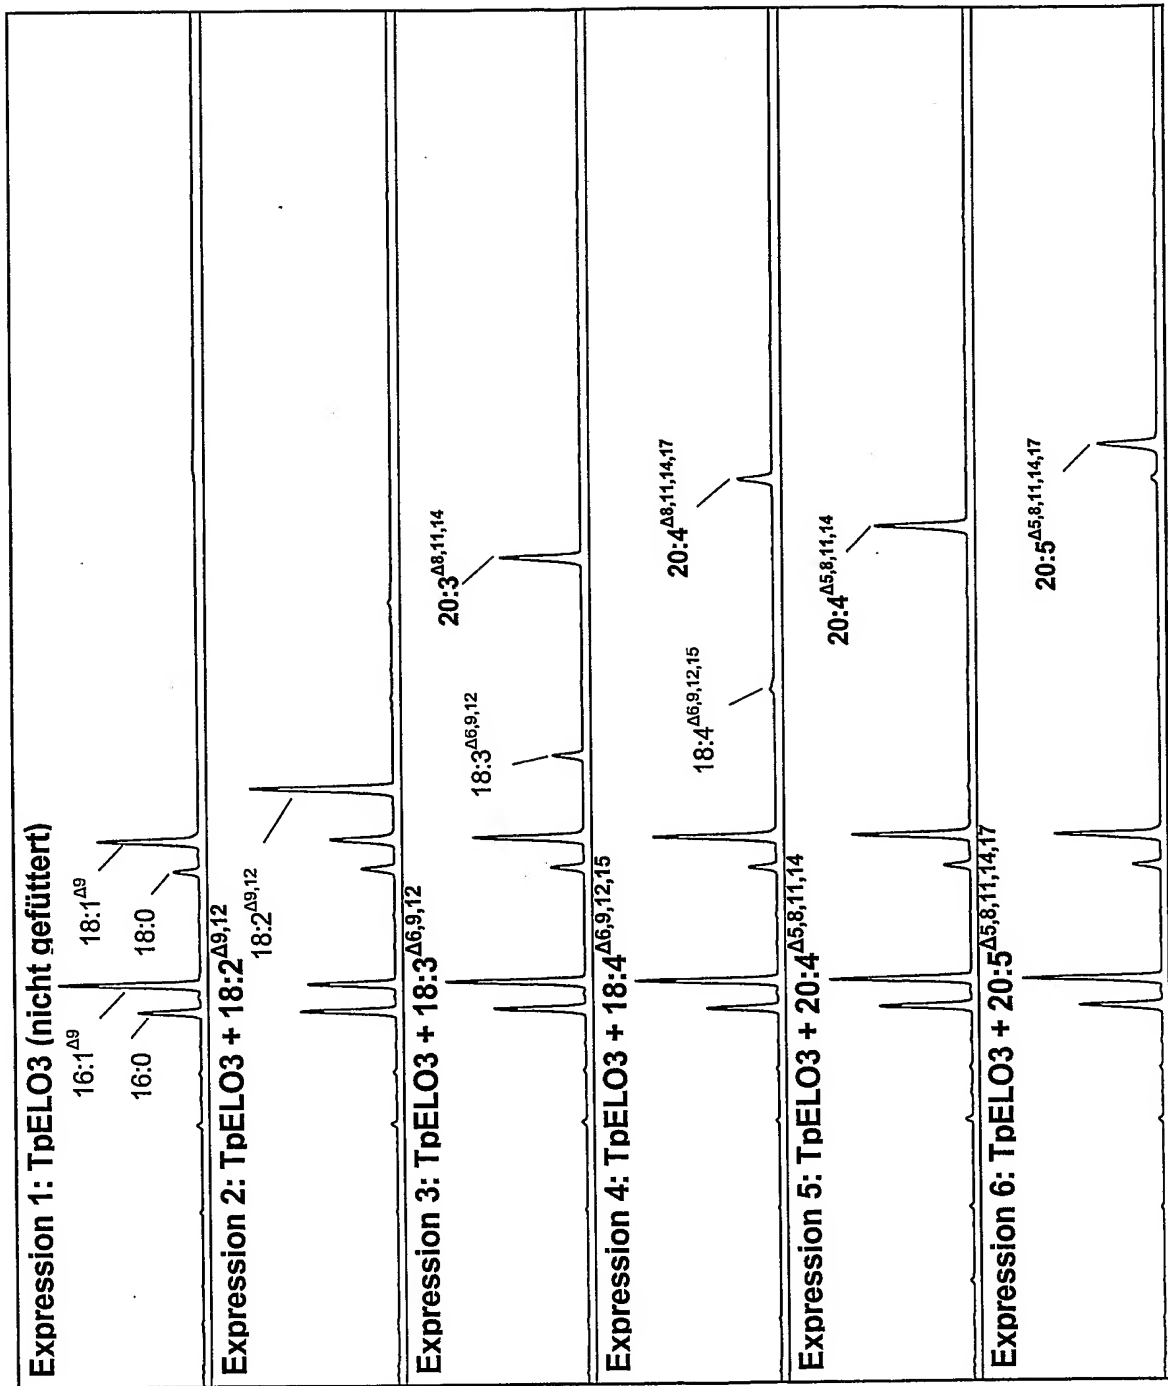 Expression 1: TpELO3 (nicht gefüttert)
16:1Δ9
16:0
18:1Δ9
18:0
Expression 2: TpELO3 + 18:2Δ9,12
18:2Δ9,12
Expression 3: TpELO3 + 18:3Δ6,9,12
18:3Δ6,9,12
20:3Δ8,11,14
Expression 4: TpELO3 + 18:4Δ6,9,12,15
18:4Δ6,9,12,15
20:4Δ8,11,14,17
Expression 5: TpELO3 + 20:4Δ5,8,11,14
20:4Δ5,8,11,14
Expression 6: TpELO3 + 20:5Δ5,8,11,14,17
20:5Δ5,8,11,14,17